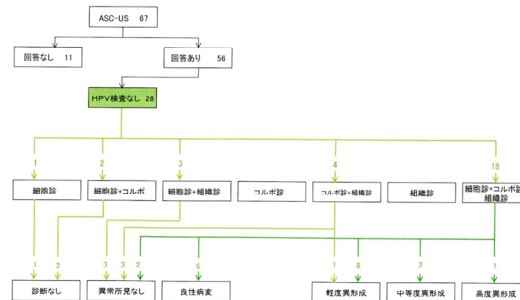 ASC-US 67
回答なし 11
回答あり 56
HPV検査なし 28
1 2 3 4 18
細胞診
細胞診+コルポ
細胞診+組織診
コルポ診
コルポ診+組織診
組織診
細胞診+コルポ診
組織診
1 2 3 3 2 5 1 8 2 1
診断なし
異常所見なし
良性病変
軽度異形成
中等度異形成
高度異形成